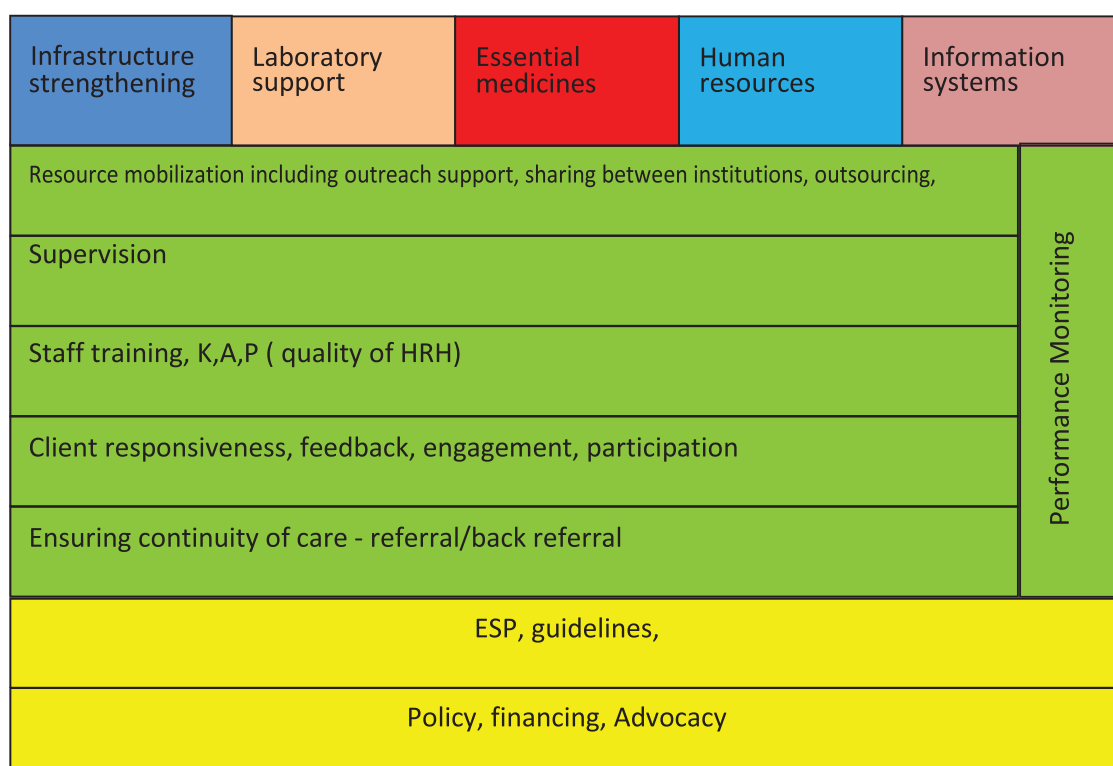 Infrastructure
strengthening
Laboratory
support
Essential
medicines
Human
resources
Information
systems
Resource mobilization including outreach support, sharing between institutions, outsourcing,
Supervision
Staff training, K,A,P ( quality of HRH)
Client responsiveness, feedback, engagement, participation
Ensuring continuity of care - referral/back referral
Performance Monitoring
ESP, guidelines,
Policy, financing, Advocacy